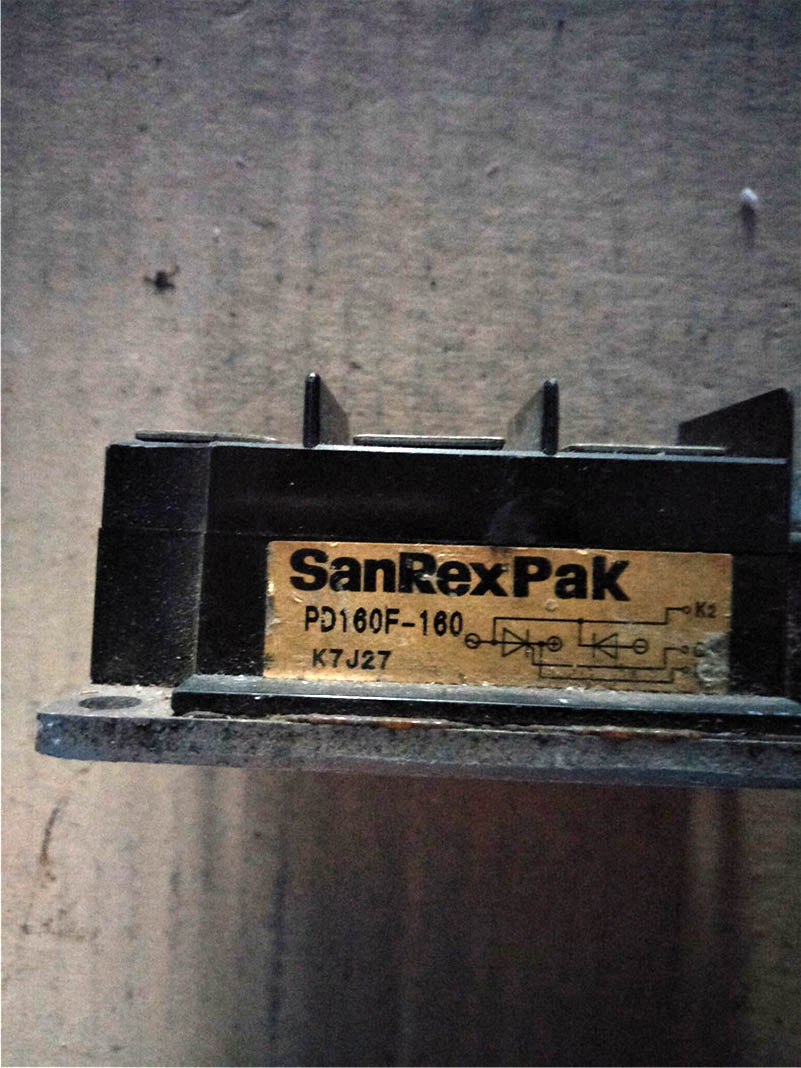 SanRexPak
PD160F-160
K2
K7J27